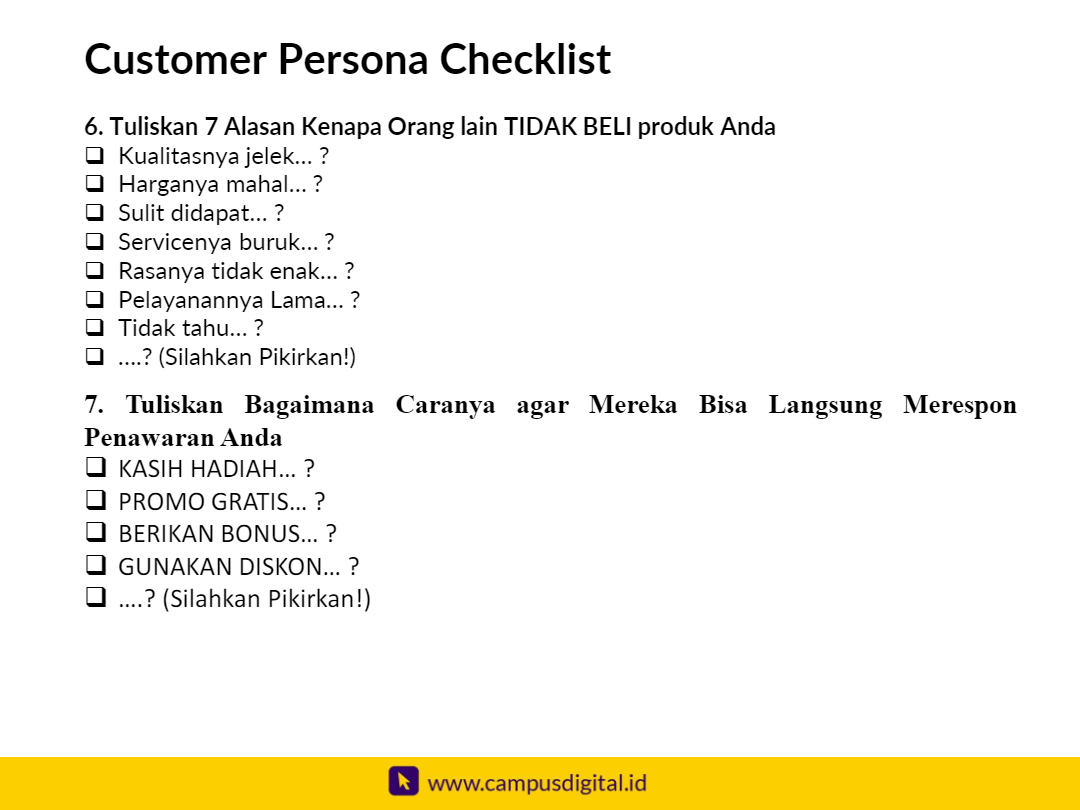 Customer Persona Checklist
6. Tuliskan 7 Alasan Kenapa Orang lain TIDAK BELI produk Anda
❑ Kualitasnya jelek... ?
❑ Harganya mahal... ?
❑ Sulit didapat... ?
❑ Servicenya buruk... ?
❑ Rasanya tidak enak... ?
❑ Pelayanannya Lama... ?
❑ Tidak tahu... ?
❑ ....? (Silahkan Pikirkan!)
7. Tuliskan Bagaimana Caranya agar Mereka Bisa Langsung Merespon
Penawaran Anda
❑ KASIH HADIAH... ?
❑ PROMO GRATIS... ?
❑ BERIKAN BONUS... ?
❑ GUNAKAN DISKON... ?
❑ ....? (Silahkan Pikirkan!)
www.campusdigital.id